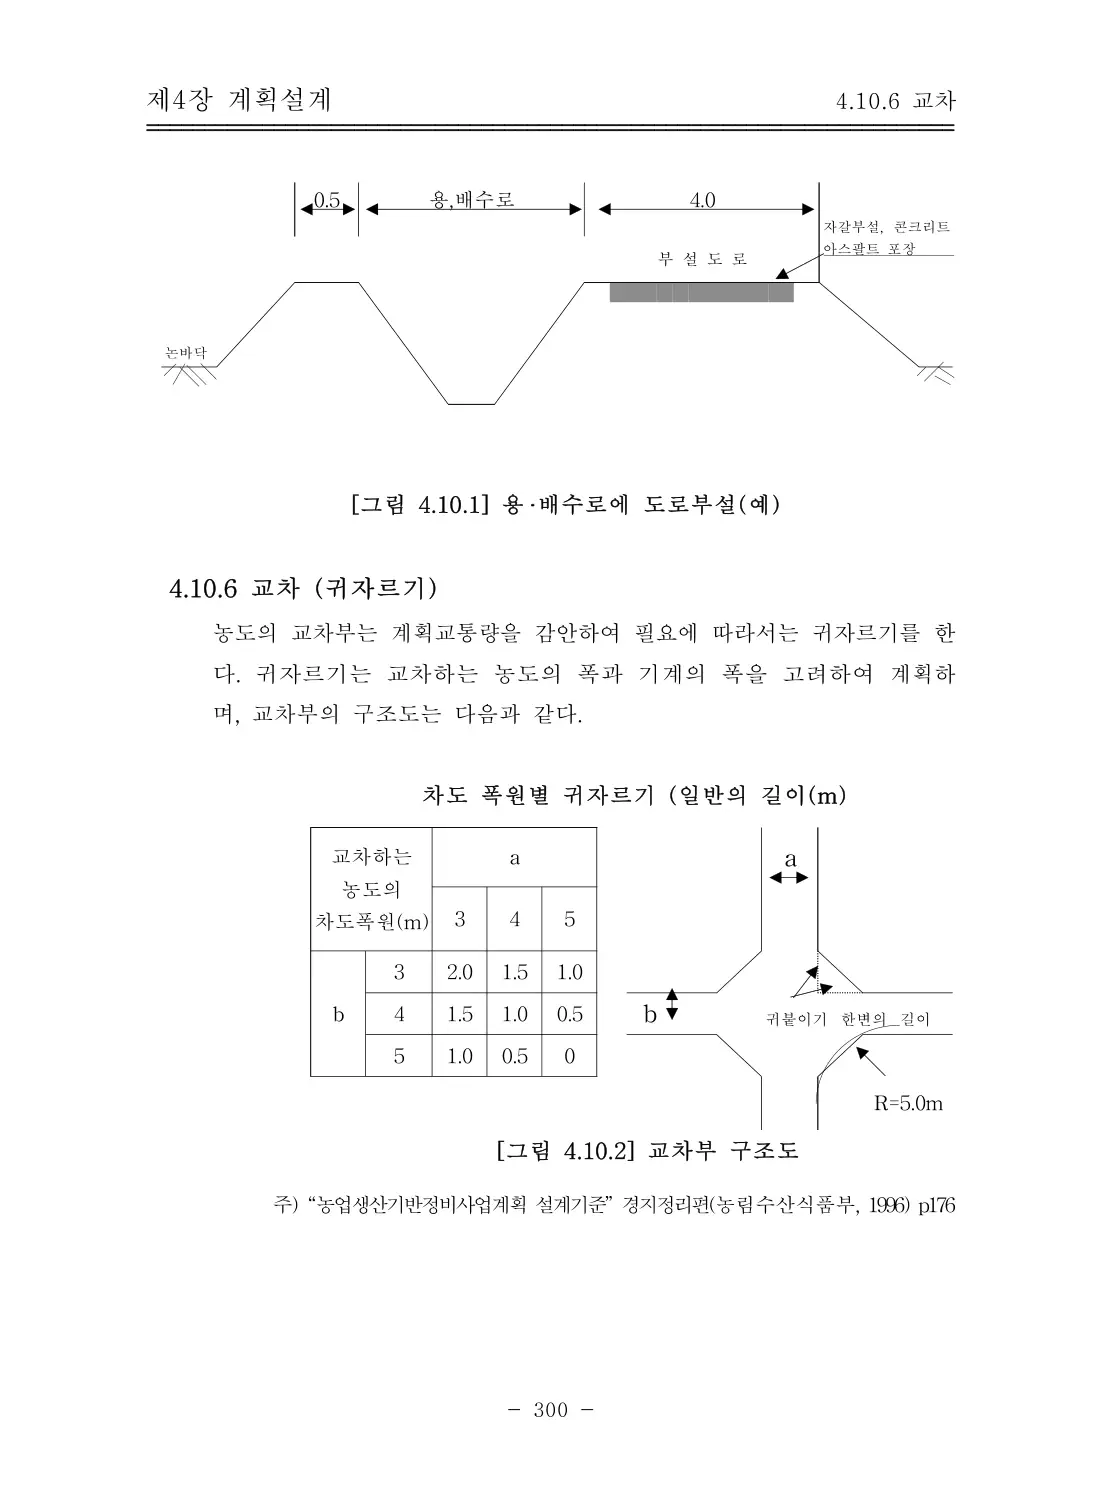 제4장 계획설계
4.10.6 교차
0.5 용,배수로 4.0
자갈부설, 콘크리트
아스팔트 포장
부 설 도 로
논바닥
[그림 4.10.1] 용·배수로에 도로부설(예)
4.10.6 교차 (귀자르기)
농도의 교차부는 계획교통량을 감안하여 필요에 따라서는 귀자르기를 한
다. 귀자르기는 교차하는 농도의 폭과 기계의 폭을 고려하여 계획하
며, 교차부의 구조도는 다음과 같다.
차도 폭원별 귀자르기 (일반의 길이(m)
교차하는
농도의
차도폭원(m)
a
3 4 5
b
3 2.0 1.5 1.0
4 1.5 1.0 0.5
5 1.0 0.5 0
a
b
귀붙이기 한변의 길이
R=5.0m
[그림 4.10.2] 교차부 구조도
주) “농업생산기반정비사업계획 설계기준” 경지정리편(농림수산식품부, 1996) p176
- 300 -